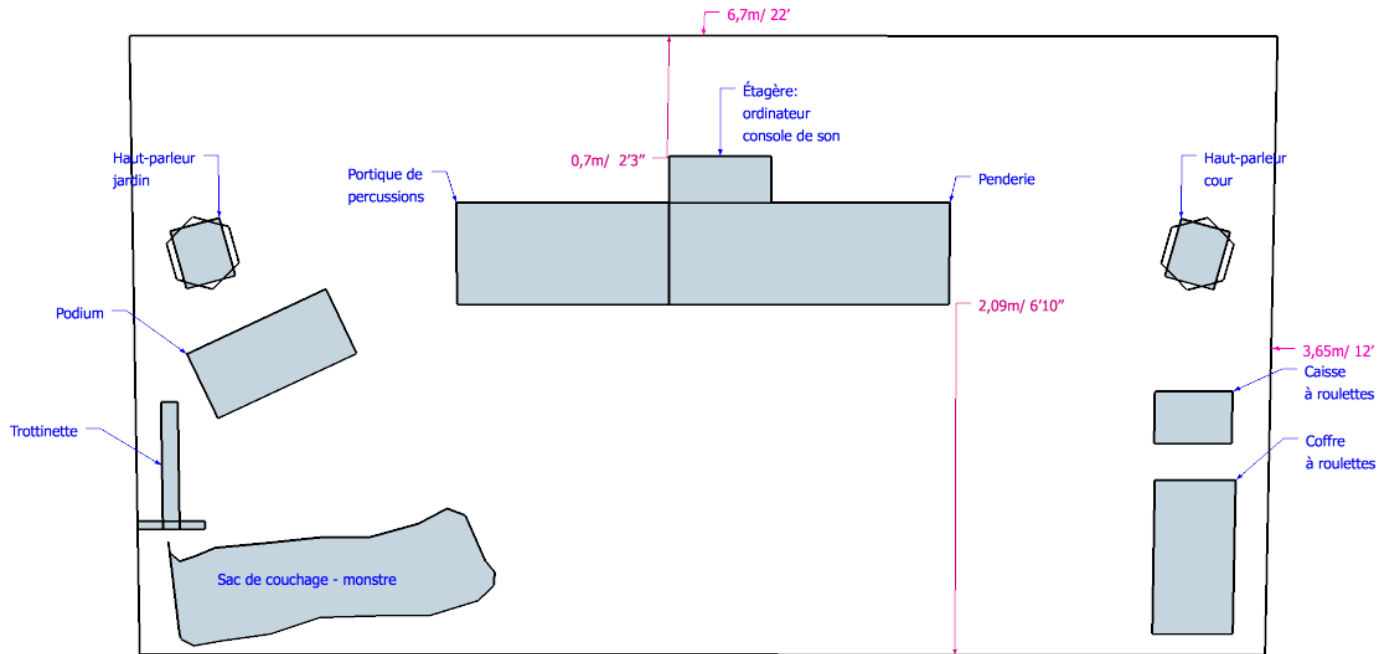 6,7m/ 22’
Étagère:
ordinateur
console de son
Haut-parleur
jardin
0,7m/ 2’3”
Portique de
percussions
Penderie
Haut-parleur
cour
Podium
2,09m/ 6’10”
3,65m/ 12’
Caisse
à roulettes
Trottinette
Coffre
à roulettes
Sac de couchage - monstre